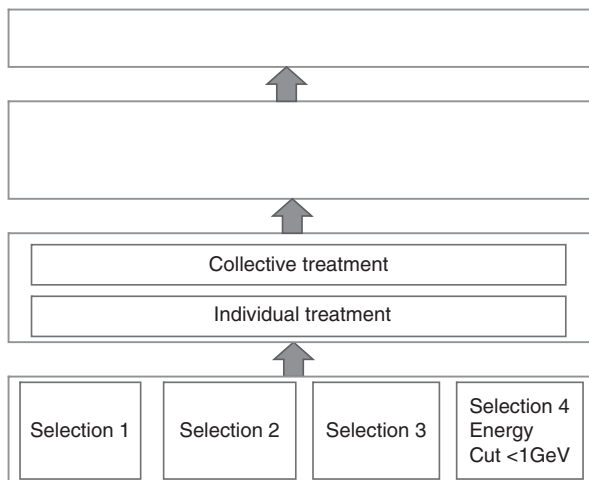 Collective treatment
Individual treatment
Selection 1
Selection 2
Selection 3
Selection 4
Energy
Cut <1GeV